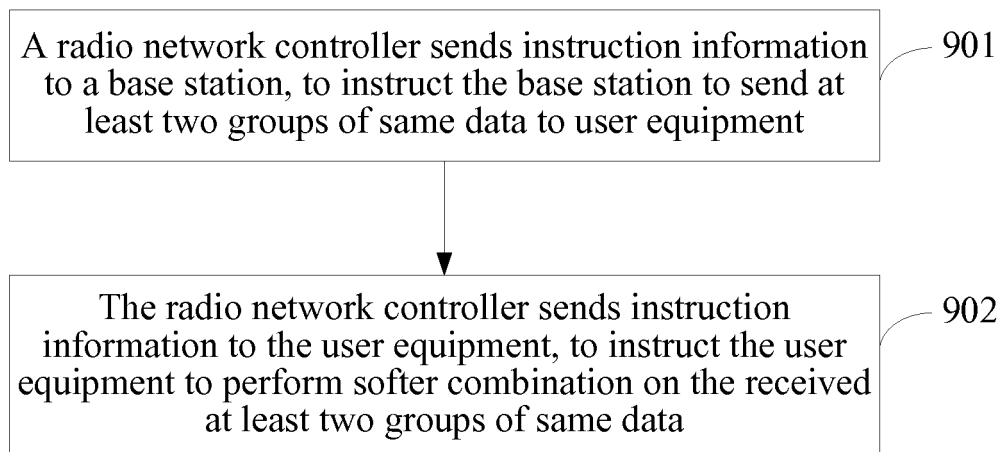 A radio network controller sends instruction information
to a base station, to instruct the base station to send at
least two groups of same data to user equipment
901
The radio network controller sends instruction
information to the user equipment, to instruct the user
equipment to perform softer combination on the received
at least two groups of same data
902